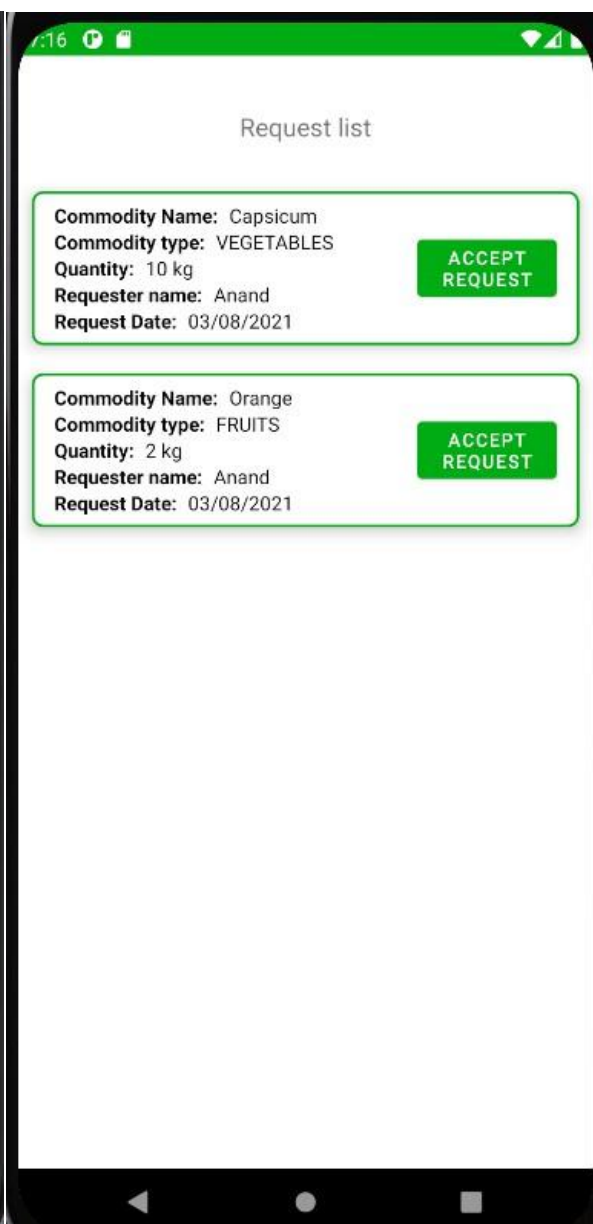 :16
Request list
Commodity Name: Capsicum
Commodity type: VEGETABLES
Quantity: 10 kg
Requester name: Anand
Request Date: 03/08/2021
ACCEPT
REQUEST
Commodity Name: Orange
Commodity type: FRUITS
Quantity: 2 kg
Requester name: Anand
Request Date: 03/08/2021
ACCEPT
REQUEST